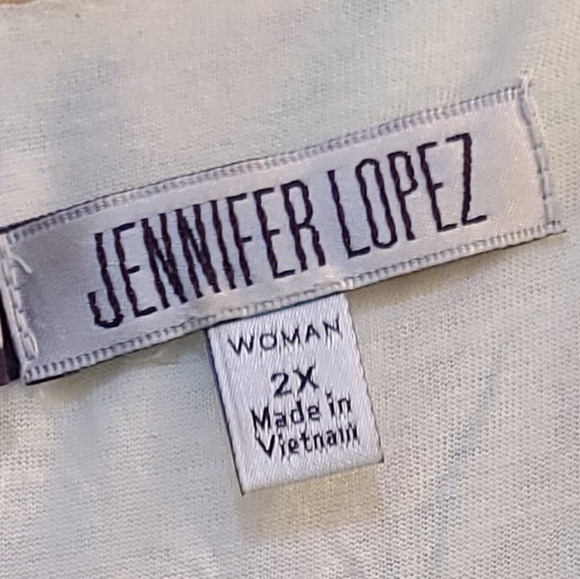 JENNIFER LOPEZ
WOMAN
2X
Made in
Vietnam